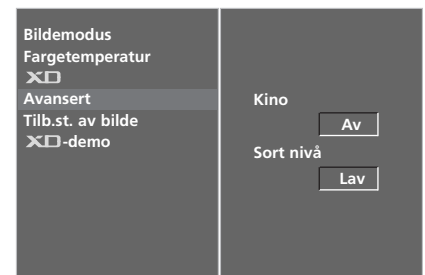 Bildemodus
Fargetemperatur
XD
Avansert
Tilb.st. av bilde
XD-demo
Kino
Av
Sort nivå
Lav